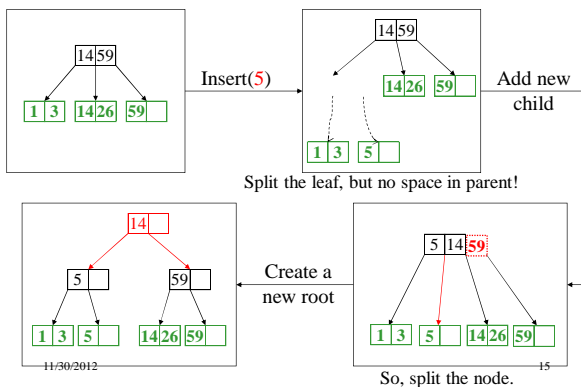 14 59
1 3 14 26 59
Insert(5)
14 59
14 26 59
1 3 5
Add new
child
Split the leaf, but no space in parent!
14
5 59
1 3 5 14 26 59
Create a
new root
5 14 59
1 3 5 14 26 59
So, split the node.
11/30/2012
15